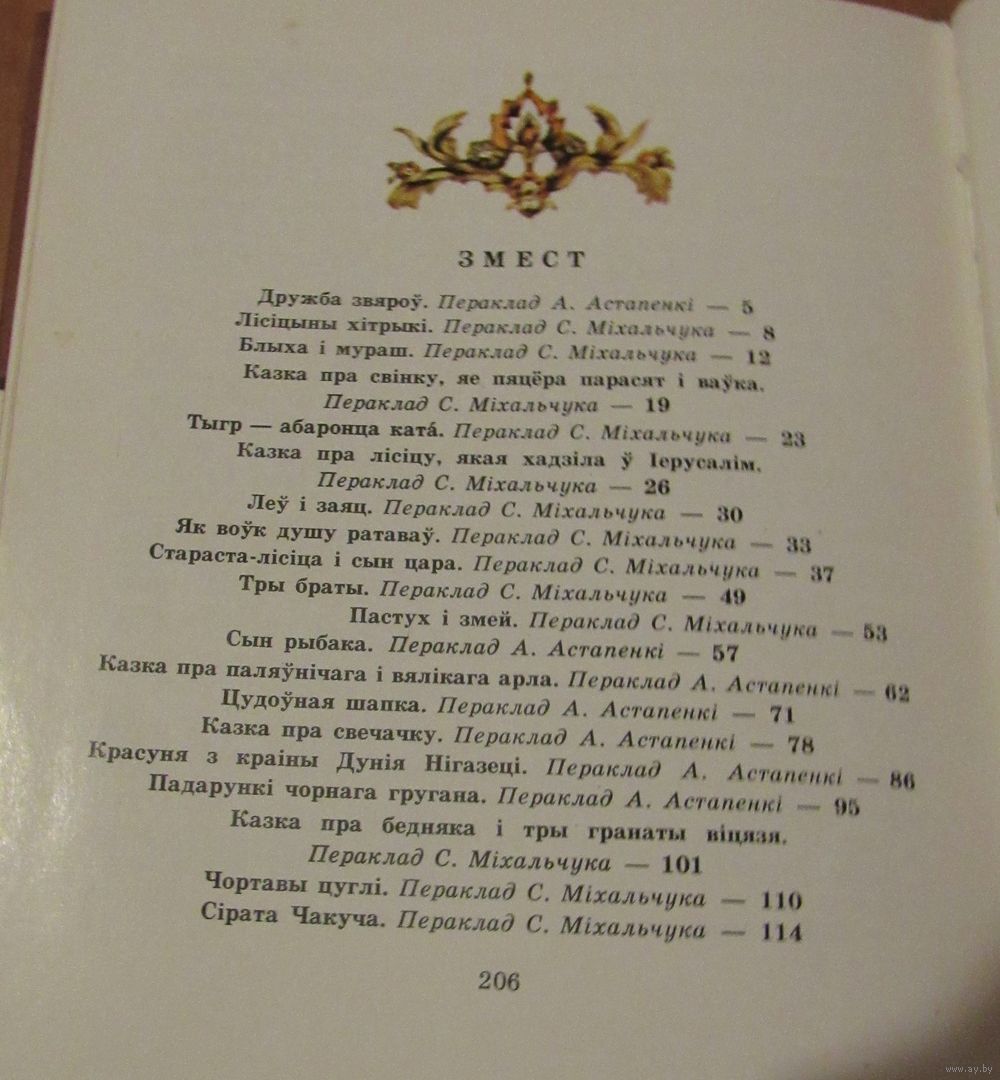 ЗМЕСТ
Дружба звяроў. Пераклад А. Астапенкі — 5
Лісіцыны хітрыкі. Пераклад С. Міхальчука — 8
Блыха і мураш. Пераклад С. Міхальчука — 12
Казка пра свінку, яе пяцёра парасят і ваўка.
Пераклад С. Міхальчука — 19
Тыгр — абаронца ката́. Пераклад С. Міхальчука — 23
Казка пра лісіцу, якая хадзіла ў Іерусалім.
Пераклад С. Міхальчука — 26
Леў і заяц. Пераклад С. Міхальчука — 30
Як воўк душу ратаваў. Пераклад С. Міхальчука — 33
Стараста-лісіца і сын цара. Пераклад С. Міхальчука — 37
Тры браты. Пераклад С. Міхальчука — 49
Пастух і змей. Пераклад С. Міхальчука — 53
Сын рыбака. Пераклад А. Астапенкі — 57
Казка пра паляўнічага і вялікага арла. Пераклад А. Астапенкі — 62
Цудоўная шапка. Пераклад А. Астапенкі — 71
Казка пра свечачку. Пераклад А. Астапенкі — 78
Красуня з краіны Дунія Нігазеці. Пераклад А. Астапенкі — 86
Падарункі чорнага гругана. Пераклад А. Астапенкі — 95
Казка пра бедняка і тры гранаты віцязя.
Пераклад С. Міхальчука — 101
Чортавы цуглі. Пераклад С. Міхальчука — 110
Сірата Чакуча. Пераклад С. Міхальчука — 114
206
www.ay.by